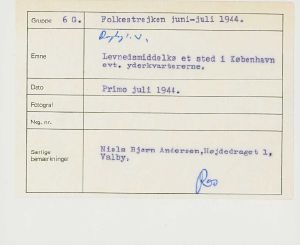 Gruppe 6 G. Folkestrejken juni-juli 1944.
Emne Levnedsmiddelkø et sted i København
evt. yderkvartererne.
Dato Primo juli 1944.
Fotograf
Neg. nr.
Særlige
bemærkninger Niels Bjørn Andersen, Højdedraget 1,
Valby.